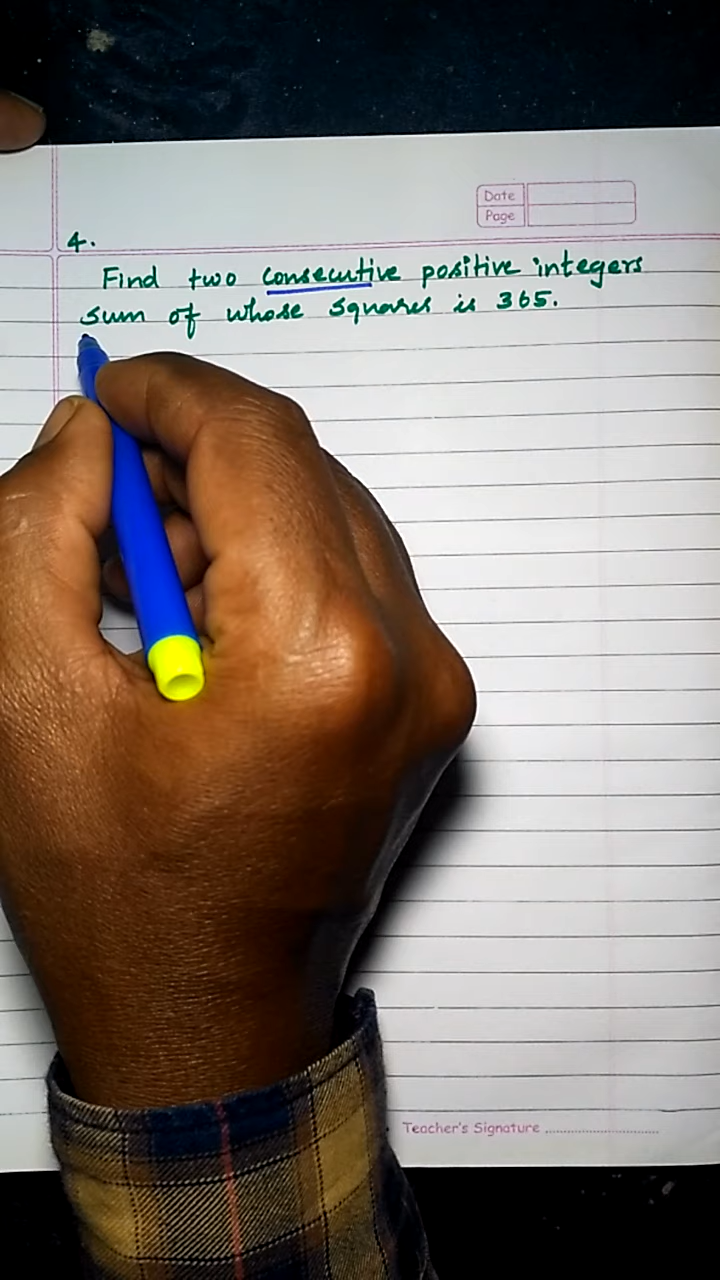 Date
Page
4.
Find two consecutive positive integers
sum of whose squares is 365.
Teacher's Signature ................................